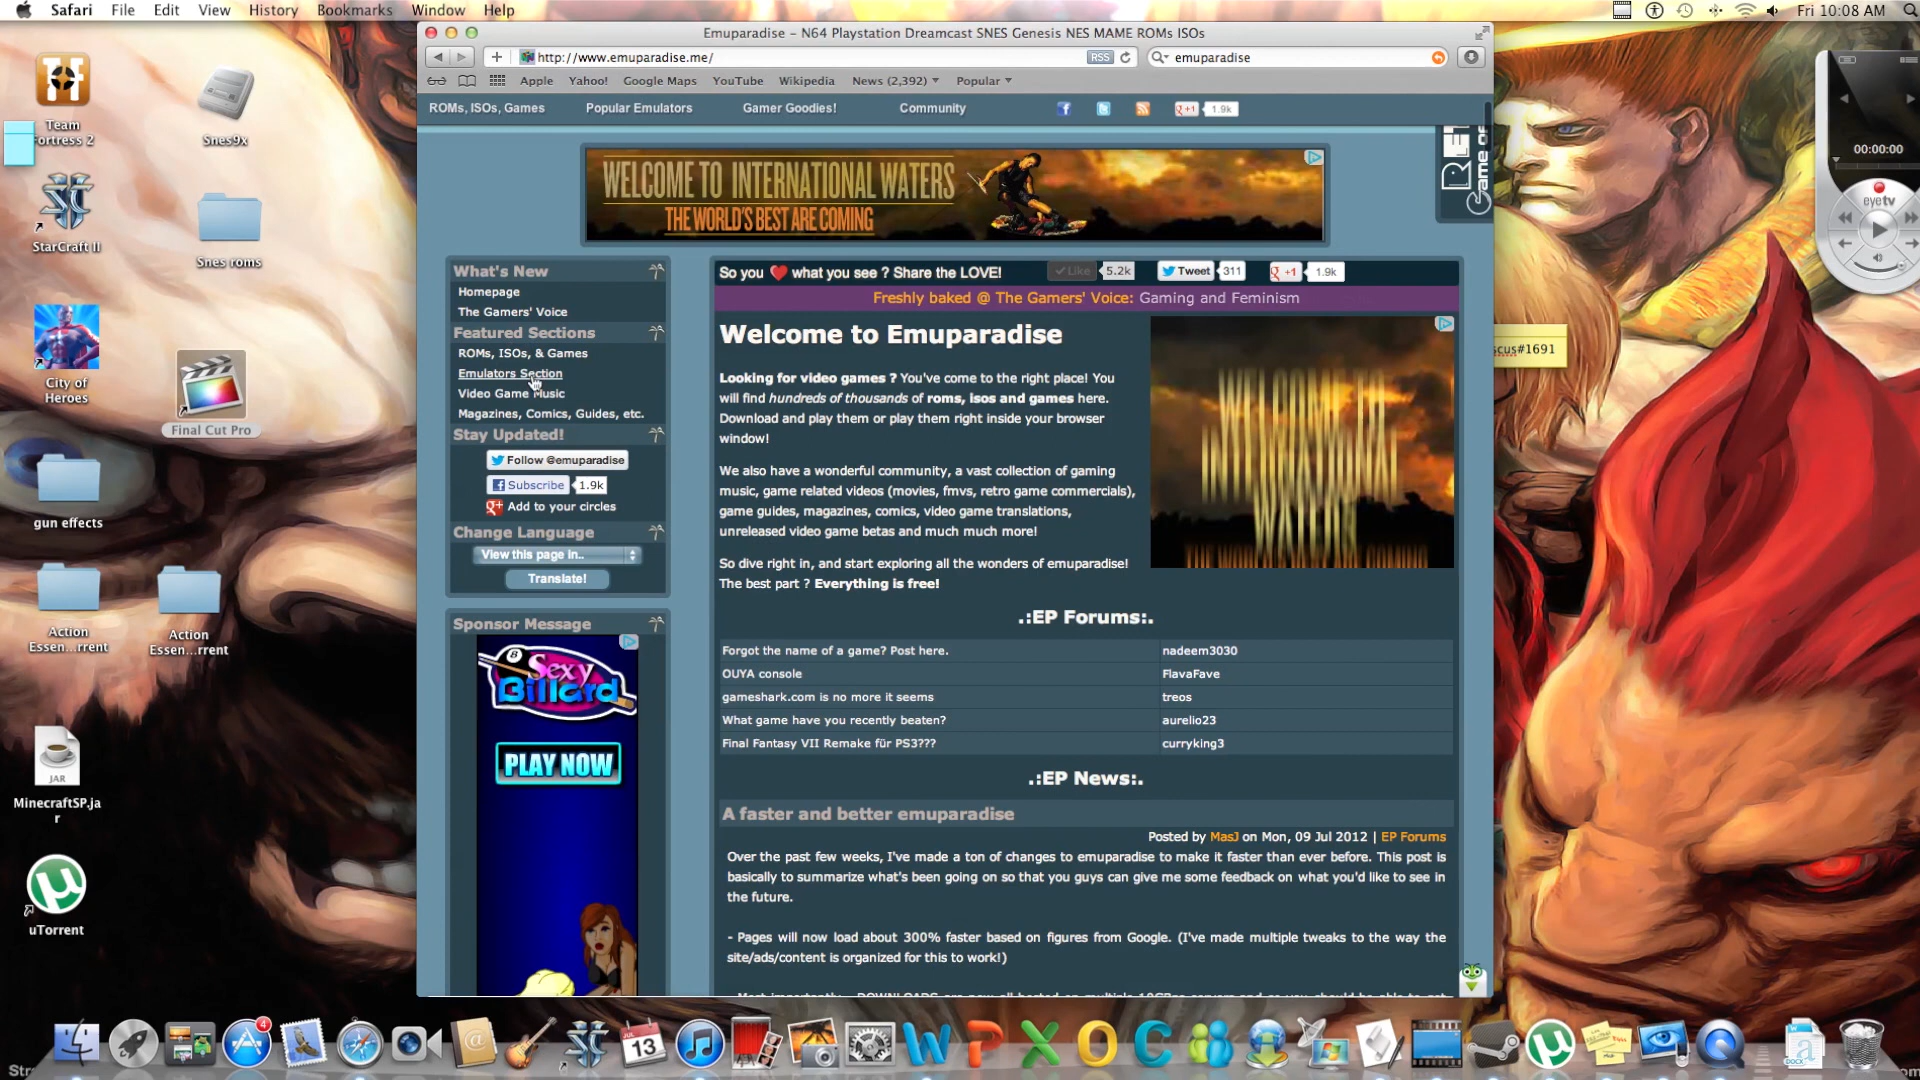 Safari File Edit View History Bookmarks Window Help
Fri 10:08 AM
Emuparadise – N64 Playstation Dreamcast SNES Genesis NES MAME ROMs ISOs
http://www.emuparadise.me/
RSS
emuparadise
Apple Yahoo! Google Maps YouTube Wikipedia News (2,392) Popular
ROMs, ISOs, Games Popular Emulators Gamer Goodies! Community
+1 1.9k
WELCOME TO INTERNATIONAL WATERS
THE WORLD'S BEST ARE COMING
What's New
Homepage
The Gamers' Voice
Featured Sections
ROMs, ISOs, & Games
Emulators Section
Video Game Music
Magazines, Comics, Guides, etc.
Stay Updated!
Follow @emuparadise
Subscribe 1.9k
Add to your circles
Change Language
View this page in..
Translate!
Sponsor Message
8
Sexy
Billard
PLAY NOW
So you what you see ? Share the LOVE!
Like 5.2k Tweet 311 +1 1.9k
Freshly baked @ The Gamers' Voice: Gaming and Feminism
Welcome to Emuparadise
Looking for video games ? You've come to the right place! You
will find hundreds of thousands of roms, isos and games here.
Download and play them or play them right inside your browser
window!
We also have a wonderful community, a vast collection of gaming
music, game related videos (movies, fmvs, retro game commercials),
game guides, magazines, comics, video game translations,
unreleased video game betas and much much more!
So dive right in, and start exploring all the wonders of emuparadise!
The best part ? Everything is free!
.:EP Forums:.
Forgot the name of a game? Post here. nadeem3030
OUYA console FlavaFave
gameshark.com is no more it seems treos
What game have you recently beaten? aurelio23
Final Fantasy VII Remake für PS3??? curryking3
.:EP News:.
A faster and better emuparadise
Posted by MasJ on Mon, 09 Jul 2012 | EP Forums
Over the past few weeks, I've made a ton of changes to emuparadise to make it faster than ever before. This post is
basically to summarize what's been going on so that you guys can give me some feedback on what you'd like to see in
the future.
- Pages will now load about 300% faster based on figures from Google. (I've made multiple tweaks to the way the
site/ads/content is organized for this to work!)
Team
ortress 2
Snes9x
StarCraft II
Snes roms
City of
Heroes
Final Cut Pro
gun effects
Action
Essen...rrent
Action
Essen...rrent
JAR
MinecraftSP.ja
r
uTorrent
cus#1691
00:00:00
eyetv
4
JUL
13
DOCX